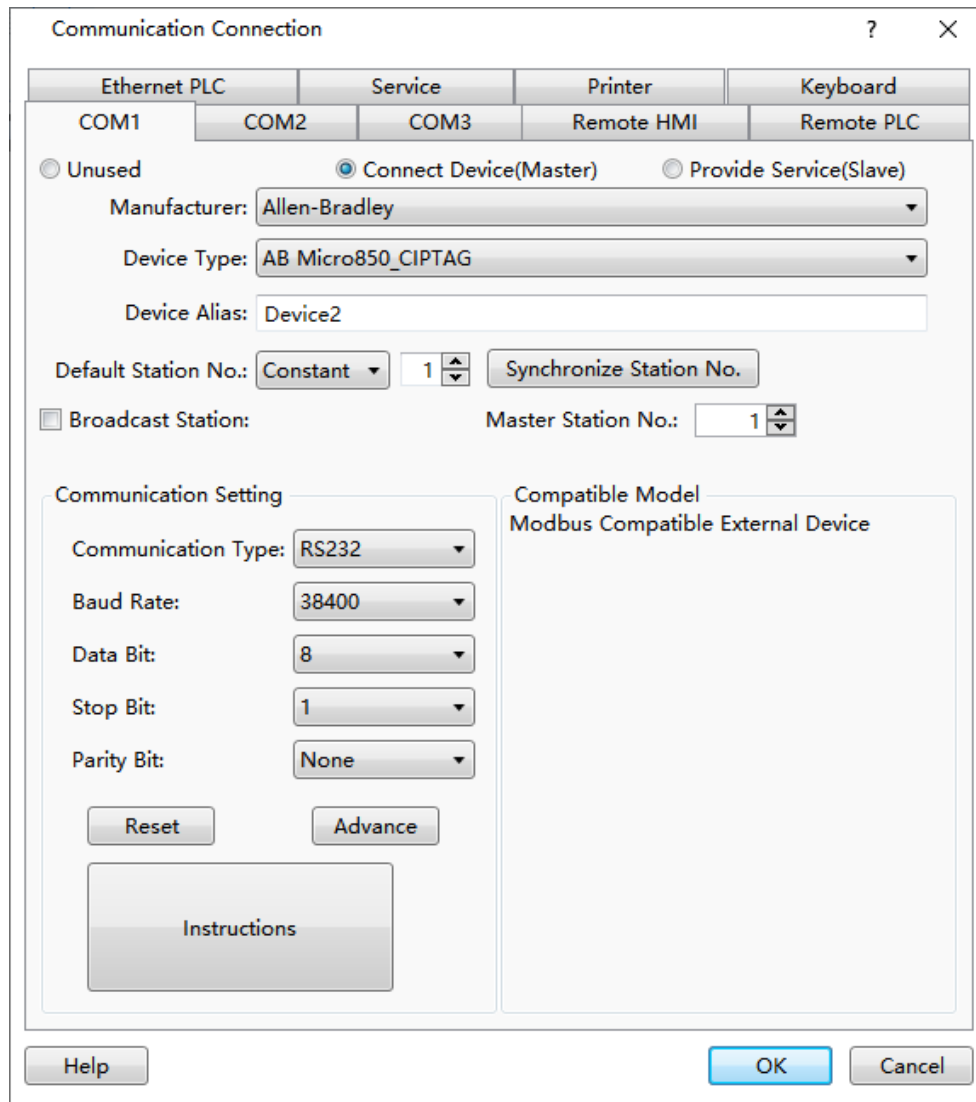 Communication Connection ? ×
Ethernet PLC Service Printer Keyboard
COM1 COM2 COM3 Remote HMI Remote PLC
Unused Connect Device(Master) Provide Service(Slave)
Manufacturer: Allen-Bradley
Device Type: AB Micro850_CIPTAG
Device Alias: Device2
Default Station No.: Constant 1 Synchronize Station No.
Broadcast Station: Master Station No.: 1
Communication Setting
Communication Type: RS232
Baud Rate: 38400
Data Bit: 8
Stop Bit: 1
Parity Bit: None
Reset Advance
Instructions
Compatible Model
Modbus Compatible External Device
Help OK Cancel